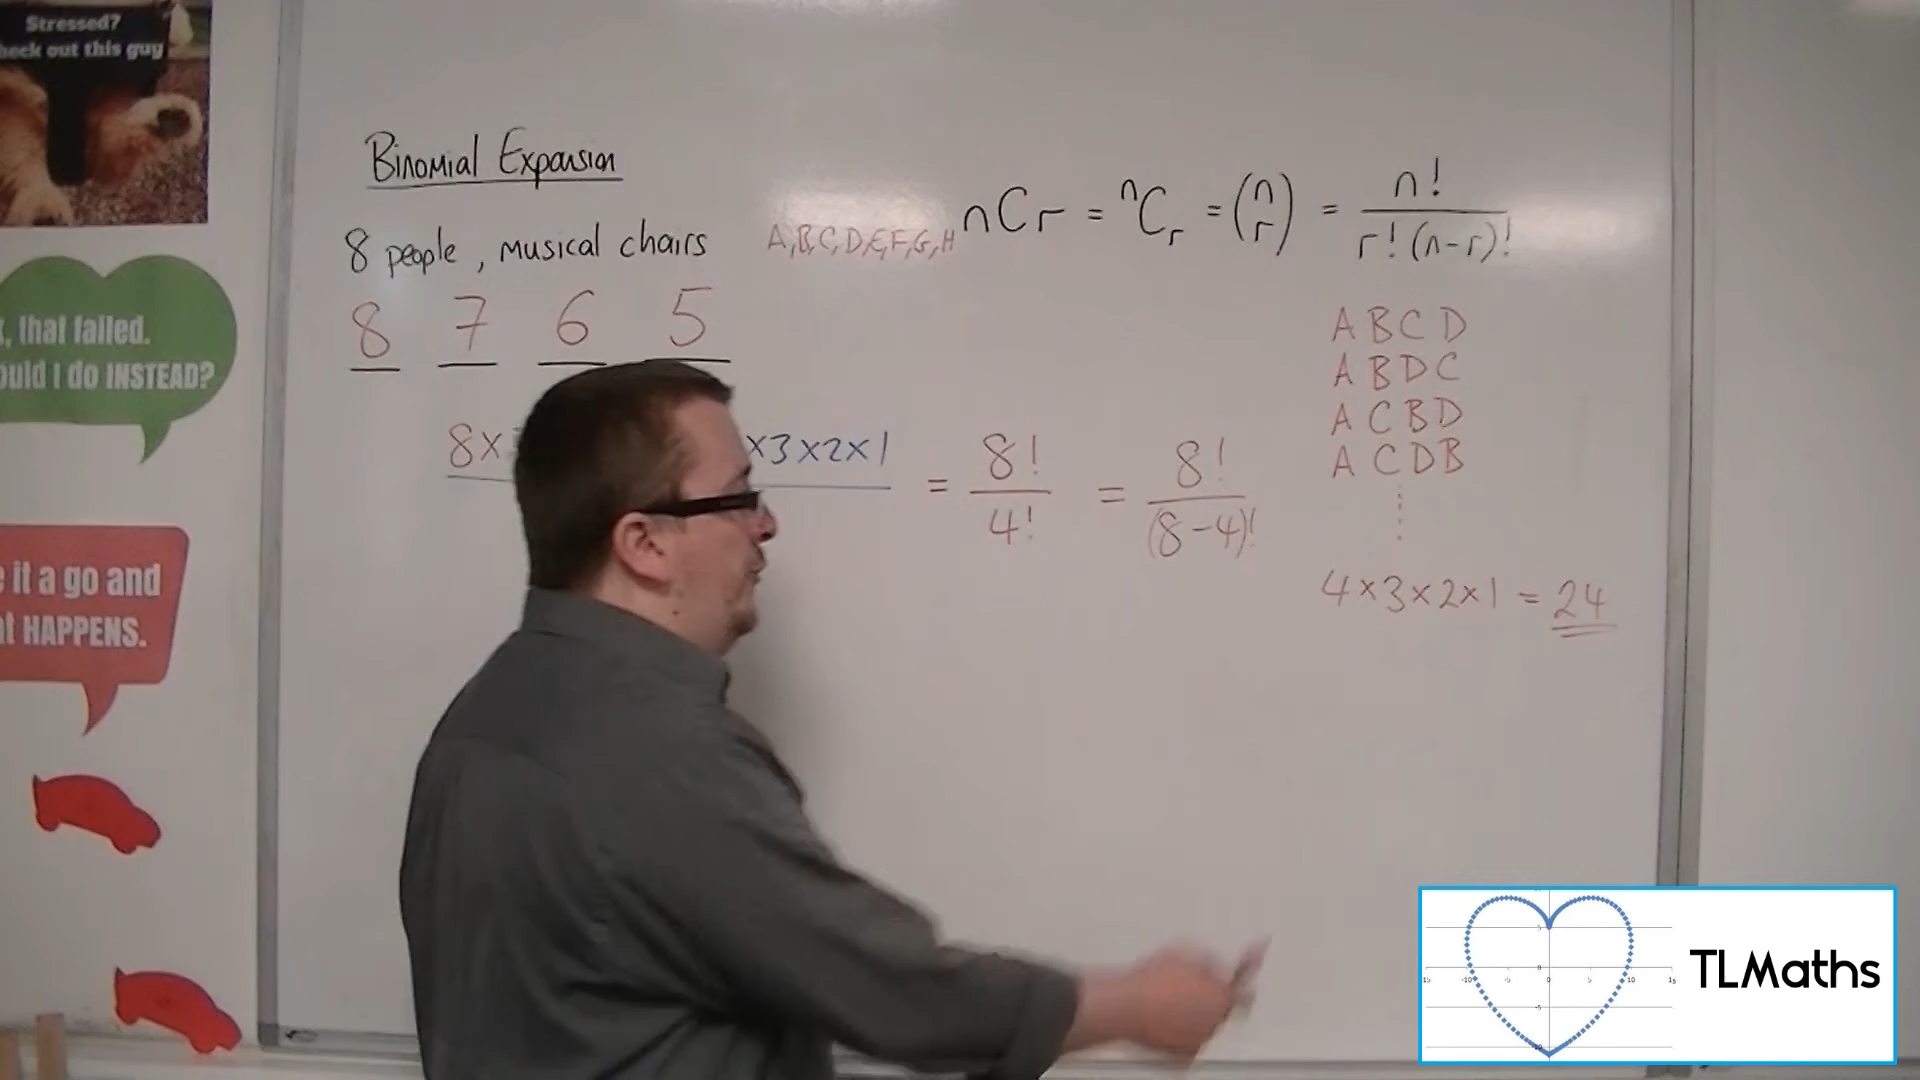 Stressed?
heck out this guy
, that failed.
ould I do INSTEAD?
it a go and
HAPPENS.
Binomial Expansion
8 people, musical chairs
A,B,C,D,E,F,G,H
nCr = ⁿCᵣ = (n r) = n! / r!(n-r)!
8 7 6 5
8×
×3×2×1
= 8! / 4! = 8! / (8-4)!
A B C D
A B D C
A C B D
A C D B
4×3×2×1 = 24
TLMaths